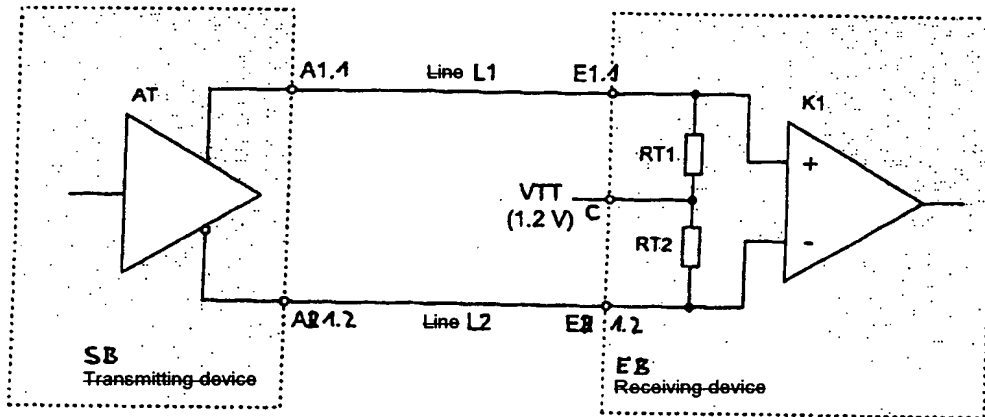 A1.1
Line L1
E1.1
AT
K1
+
RT1
VTT
(1.2 V)
C
RT2
-
A1.2
Line L2
E 1.2
SB
Transmitting device
EB
Receiving device